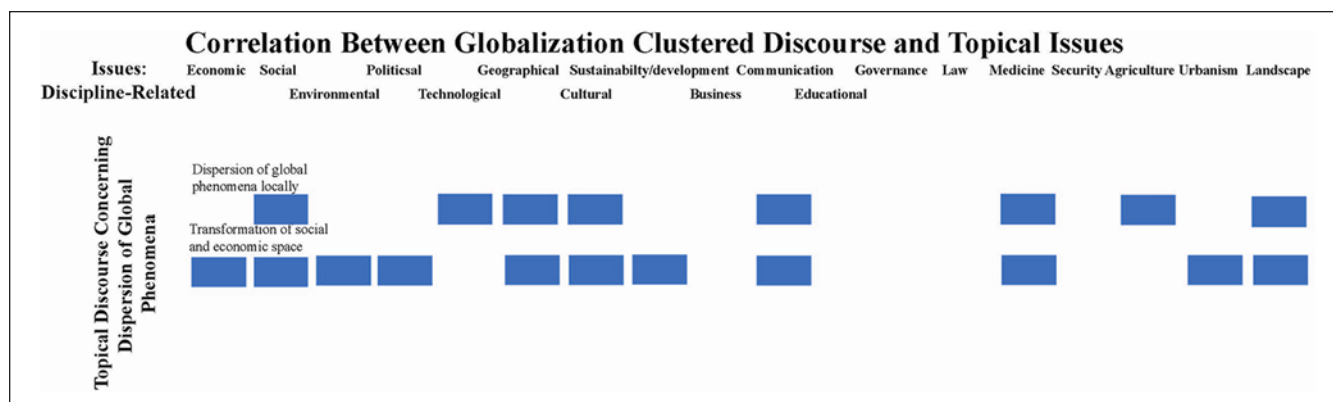 Correlation Between Globalization Clustered Discourse and Topical Issues
Issues: Economic Social Politicsal Geographical Sustainabilty/development Communication Governance Law Medicine Security Agriculture Urbanism Landscape
Discipline-Related Environmental Technological Cultural Business Educational
Topical Discourse Concerning
Dispersion of Global
Phenomena
Dispersion of global
phenomena locally
Transformation of social
and economic space